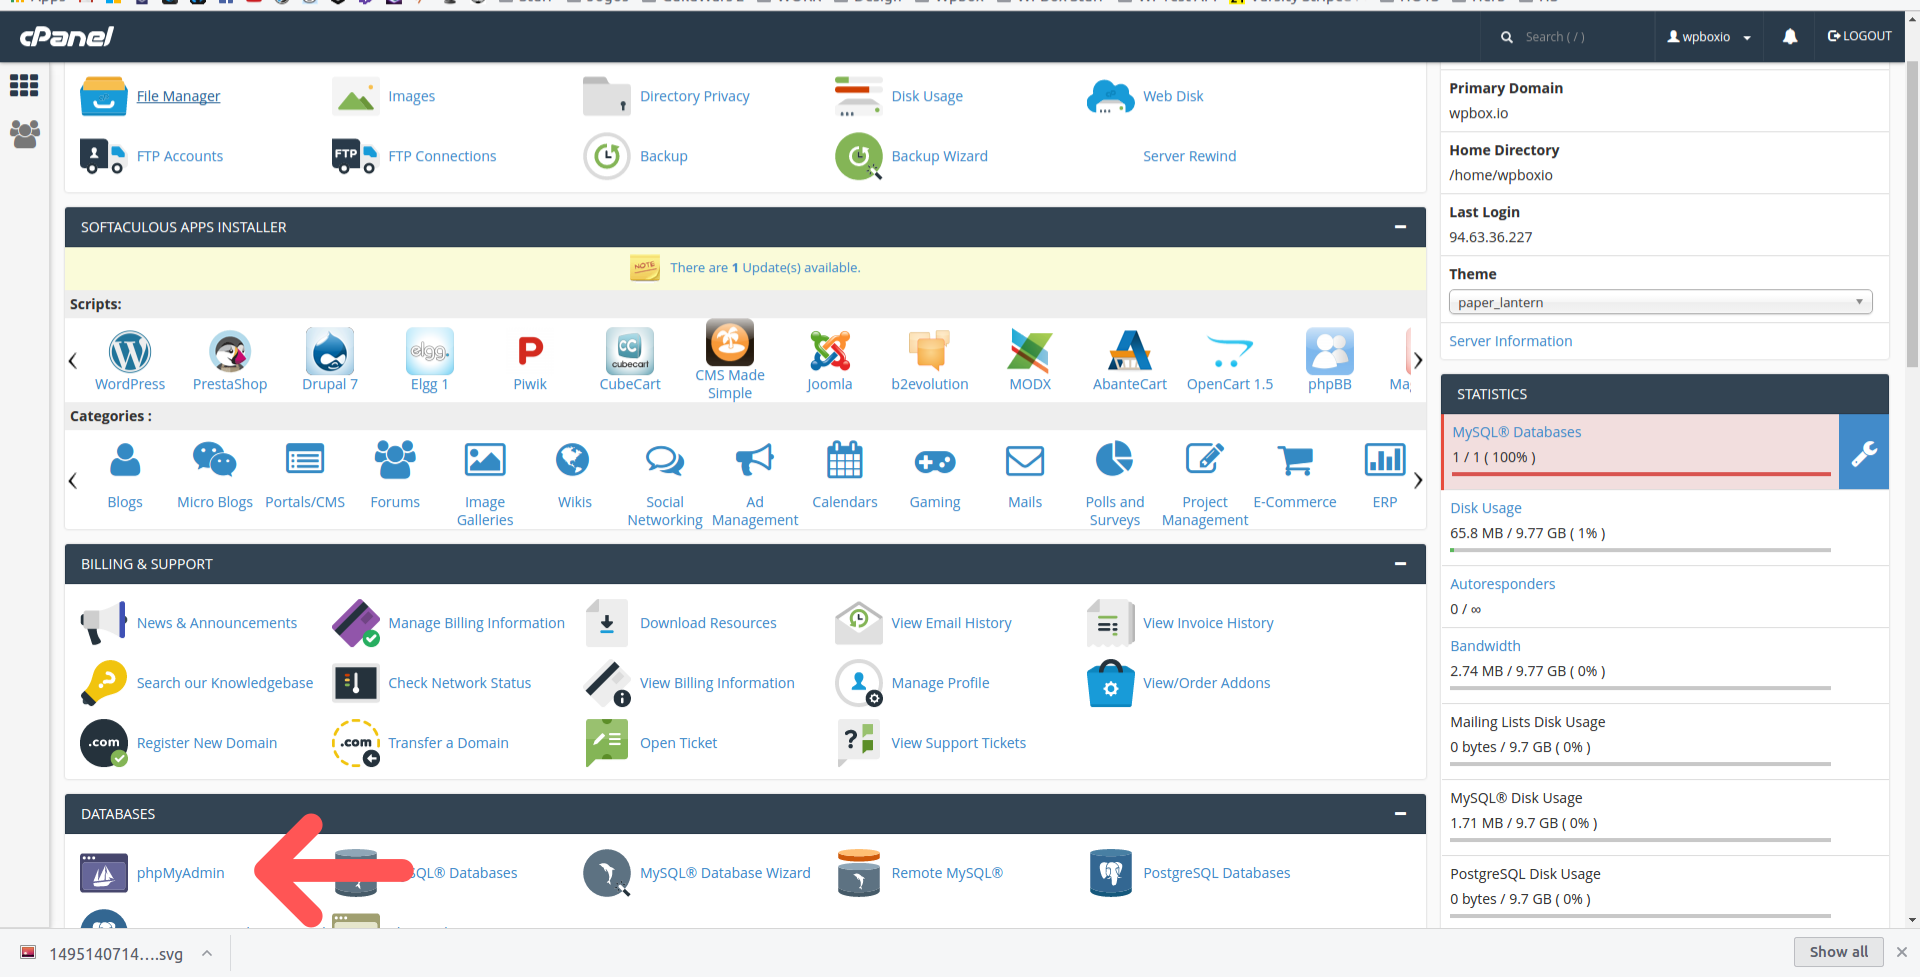 cPanel
Search ( / )
wpboxio
LOGOUT
File Manager
Images
Directory Privacy
Disk Usage
Web Disk
FTP Accounts
FTP
FTP Connections
Backup
Backup Wizard
Server Rewind
SOFTACULOUS APPS INSTALLER
NOTE
There are 1 Update(s) available.
Scripts:
WordPress
PrestaShop
Drupal 7
elgg.
Elgg 1
Piwik
CC
cubecart
CubeCart
CMS Made
Simple
Joomla
b2evolution
MODX
AbanteCart
OpenCart 1.5
phpBB
Categories :
Blogs
Micro Blogs
Portals/CMS
Forums
Image
Galleries
Wikis
Social
Networking
Ad
Management
Calendars
Gaming
Mails
Polls and
Surveys
Project
Management
E-Commerce
ERP
BILLING & SUPPORT
News & Announcements
Manage Billing Information
Download Resources
View Email History
View Invoice History
Search our Knowledgebase
Check Network Status
View Billing Information
Manage Profile
View/Order Addons
.com
Register New Domain
.com
Transfer a Domain
Open Ticket
View Support Tickets
DATABASES
phpMyAdmin
SQL® Databases
MySQL® Database Wizard
Remote MySQL®
PostgreSQL Databases
Primary Domain
wpbox.io
Home Directory
/home/wpboxio
Last Login
94.63.36.227
Theme
paper_lantern
Server Information
STATISTICS
MySQL® Databases
1 / 1 ( 100% )
Disk Usage
65.8 MB / 9.77 GB ( 1% )
Autoresponders
0 / ∞
Bandwidth
2.74 MB / 9.77 GB ( 0% )
Mailing Lists Disk Usage
0 bytes / 9.7 GB ( 0% )
MySQL® Disk Usage
1.71 MB / 9.7 GB ( 0% )
PostgreSQL Disk Usage
0 bytes / 9.7 GB ( 0% )
1495140714....svg
Show all